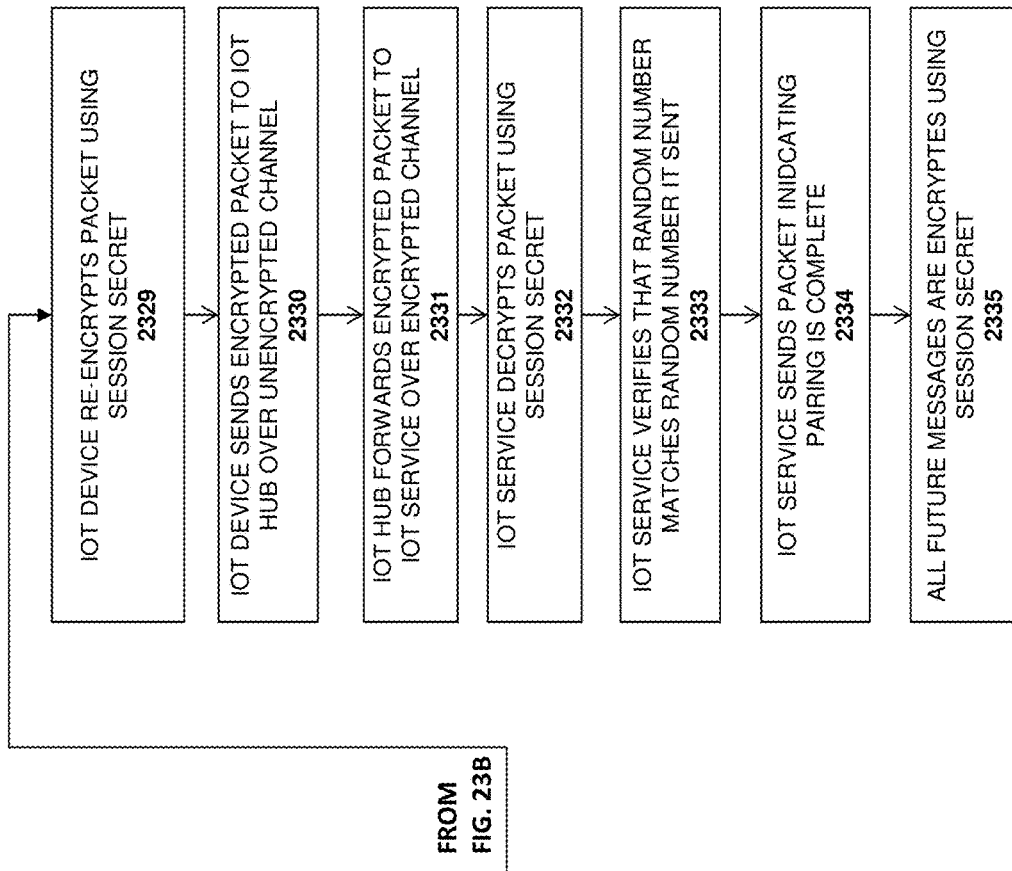 FROM
FIG. 23B
IOT DEVICE RE-ENCRYPTS PACKET USING
SESSION SECRET
2329
IOT DEVICE SENDS ENCRYPTED PACKET TO IOT
HUB OVER UNENCRYPTED CHANNEL
2330
IOT HUB FORWARDS ENCRYPTED PACKET TO
IOT SERVICE OVER ENCRYPTED CHANNEL
2331
IOT SERVICE DECRYPTS PACKET USING
SESSION SECRET
2332
IOT SERVICE VERIFIES THAT RANDOM NUMBER
MATCHES RANDOM NUMBER IT SENT
2333
IOT SERVICE SENDS PACKET INIDCATING
PAIRING IS COMPLETE
2334
ALL FUTURE MESSAGES ARE ENCRYPTES USING
SESSION SECRET
2335